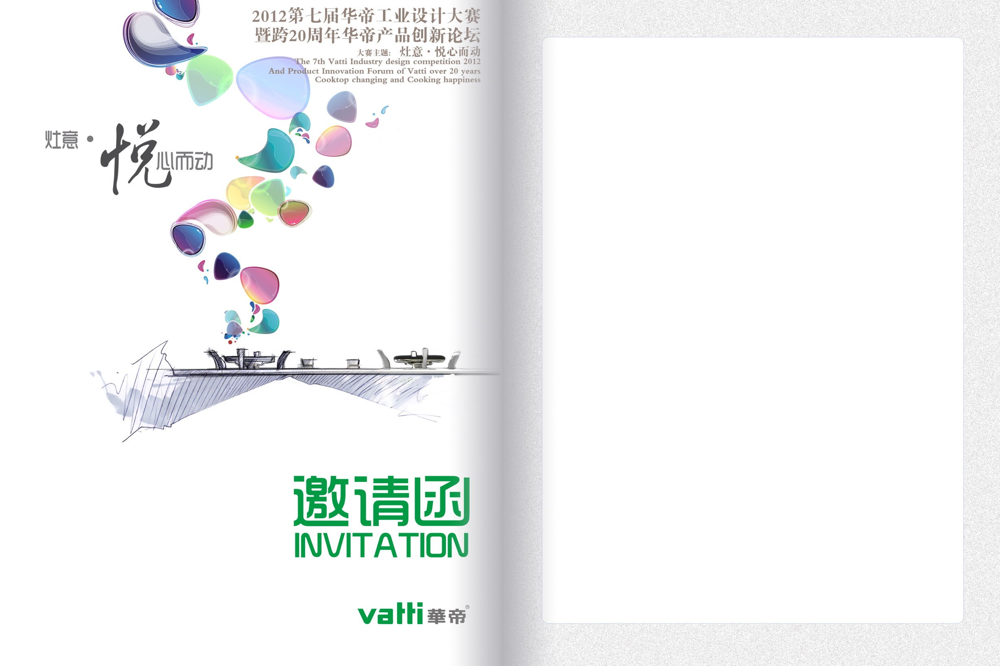 2012第七届华帝工业设计大赛
暨跨20周年华帝产品创新论坛
大赛主题: 灶意·悦心而动
The 7th Vatti Industry design competition 2012
And Product Innovation Forum of Vatti over 20 years
Cooktop changing and Cooking happiness
灶意·悦心而动
邀请函
INVITATION
vatti 華帝®